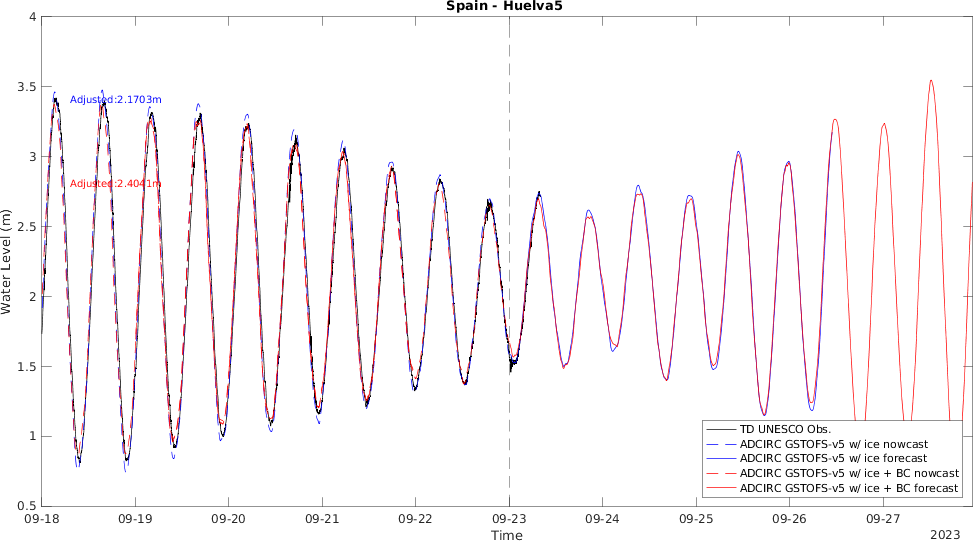 Spain - Huelva5
4
3.5
3
2.5
2
1.5
1
0.5
Water Level (m)
Adjusted:2.1703m
Adjusted:2.4041m
TD UNESCO Obs.
ADCIRC GSTOFS-v5 w/ ice nowcast
ADCIRC GSTOFS-v5 w/ ice forecast
ADCIRC GSTOFS-v5 w/ ice + BC nowcast
ADCIRC GSTOFS-v5 w/ ice + BC forecast
09-18 09-19 09-20 09-21 09-22 09-23 09-24 09-25 09-26 09-27
Time
2023